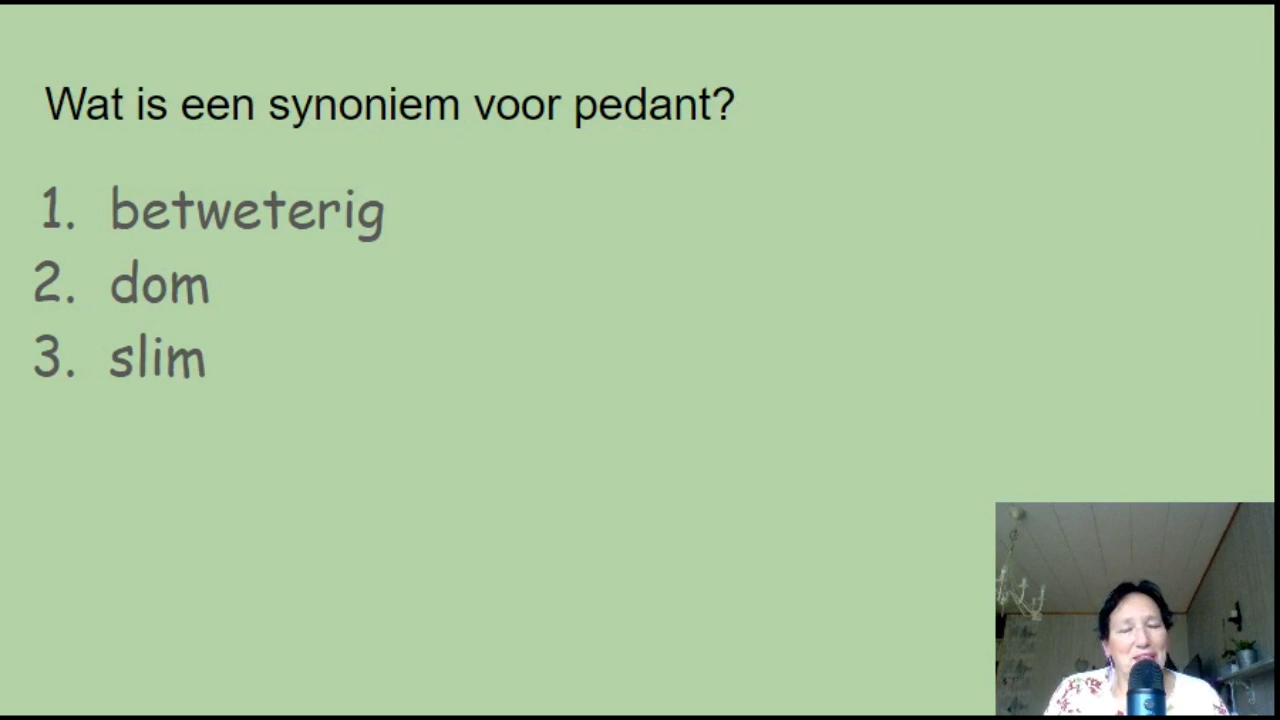 Wat is een synoniem voor pedant?
1. betweterig
2. dom
3. slim